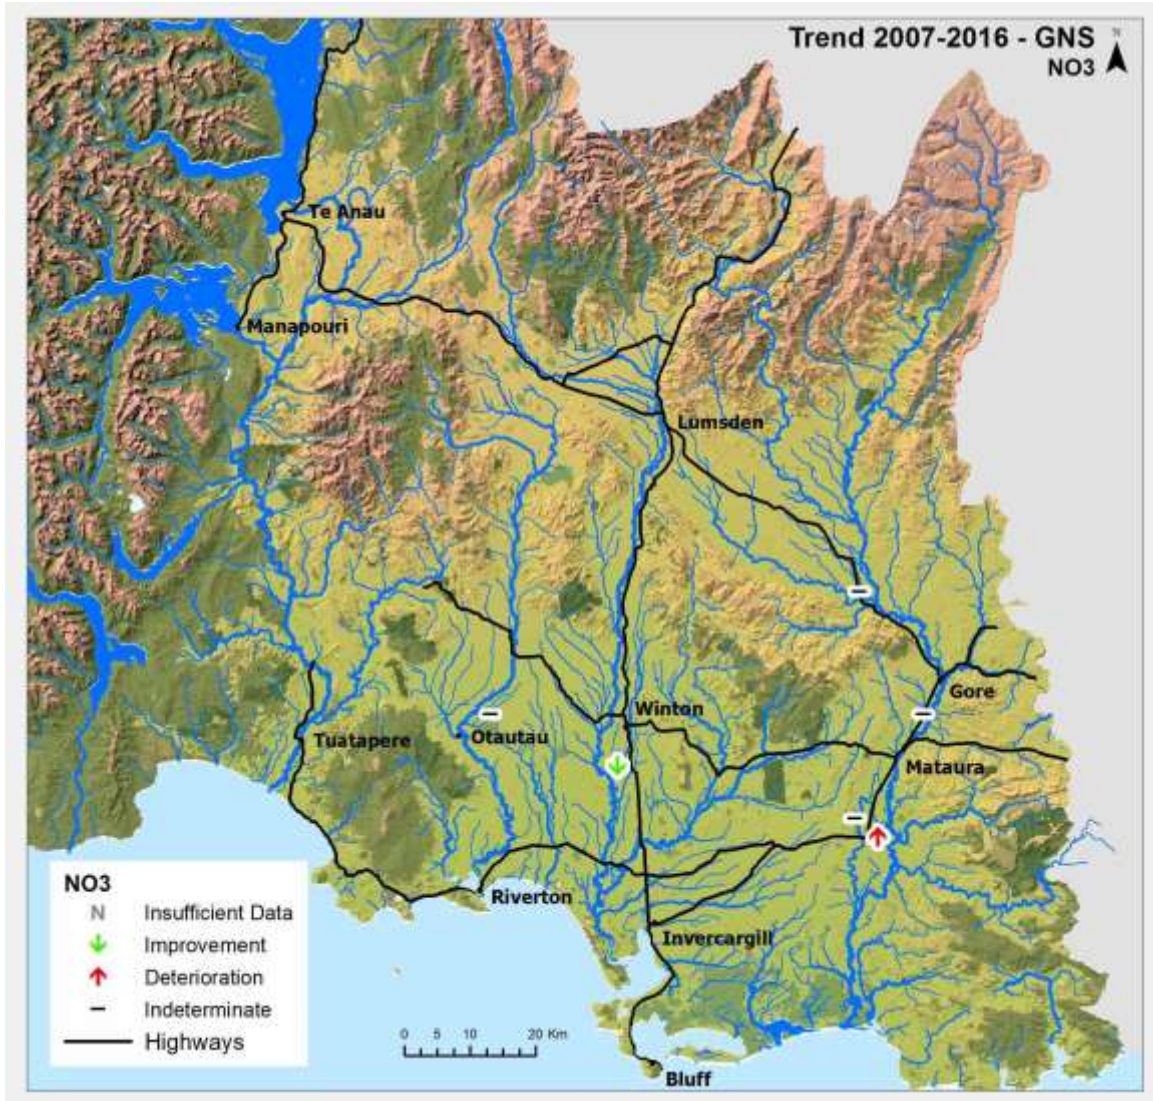 Trend 2007-2016 - GNS
NO3
N
Te Anau
Manapouri
Lumsden
Gore
Winton
Otautau
Tuatapere
Mataura
Riverton
Invercargill
Bluff
NO3
N Insufficient Data
Improvement
Deterioration
Indeterminate
Highways
0 5 10 20 Km